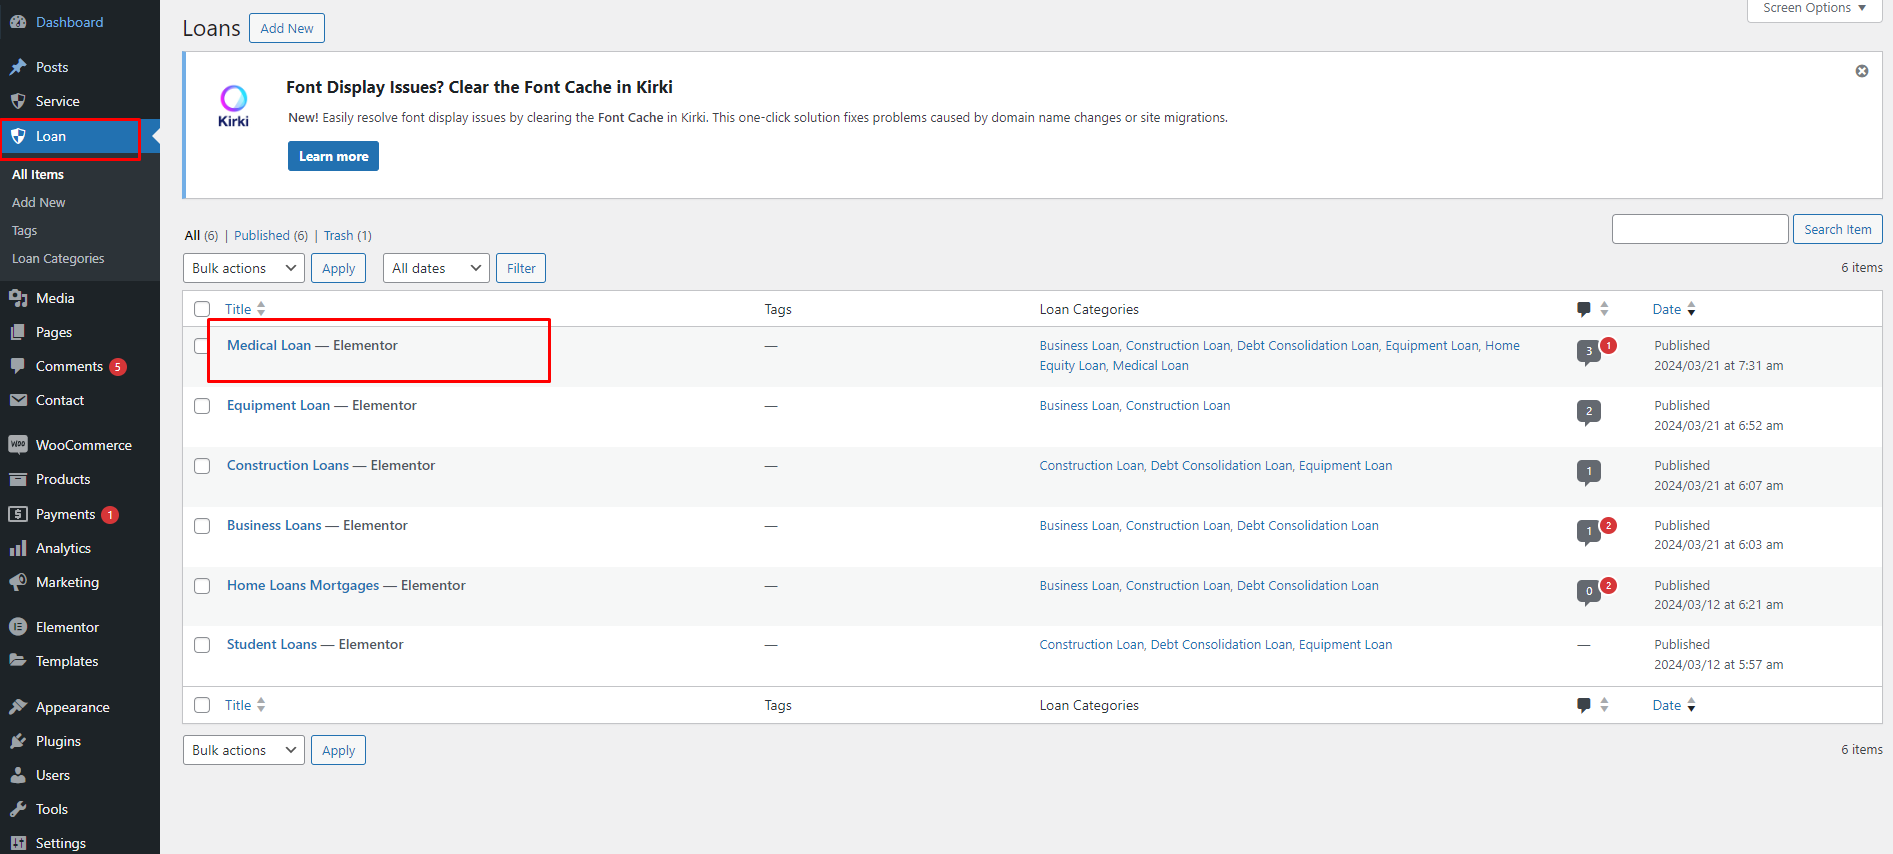 Dashboard
Posts
Service
Loan
All Items
Add New
Tags
Loan Categories
Media
Pages
Comments 5
Contact
WOO WooCommerce
Products
Payments 1
Analytics
Marketing
Elementor
Templates
Appearance
Plugins
Users
Tools
Settings
Screen Options
Loans Add New
Kirki
Font Display Issues? Clear the Font Cache in Kirki
New! Easily resolve font display issues by clearing the Font Cache in Kirki. This one-click solution fixes problems caused by domain name changes or site migrations.
Learn more
All (6) | Published (6) | Trash (1)
Search Item
Bulk actions Apply All dates Filter
6 items
Title Tags Loan Categories Date
Medical Loan — Elementor — Business Loan, Construction Loan, Debt Consolidation Loan, Equipment Loan, Home 3 1 Published
Equity Loan, Medical Loan 2024/03/21 at 7:31 am
Equipment Loan — Elementor — Business Loan, Construction Loan 2 Published
2024/03/21 at 6:52 am
Construction Loans — Elementor — Construction Loan, Debt Consolidation Loan, Equipment Loan 1 Published
2024/03/21 at 6:07 am
Business Loans — Elementor — Business Loan, Construction Loan, Debt Consolidation Loan 1 2 Published
2024/03/21 at 6:03 am
Home Loans Mortgages — Elementor — Business Loan, Construction Loan, Debt Consolidation Loan 0 2 Published
2024/03/12 at 6:21 am
Student Loans — Elementor — Construction Loan, Debt Consolidation Loan, Equipment Loan — Published
2024/03/12 at 5:57 am
Title Tags Loan Categories Date
Bulk actions Apply
6 items